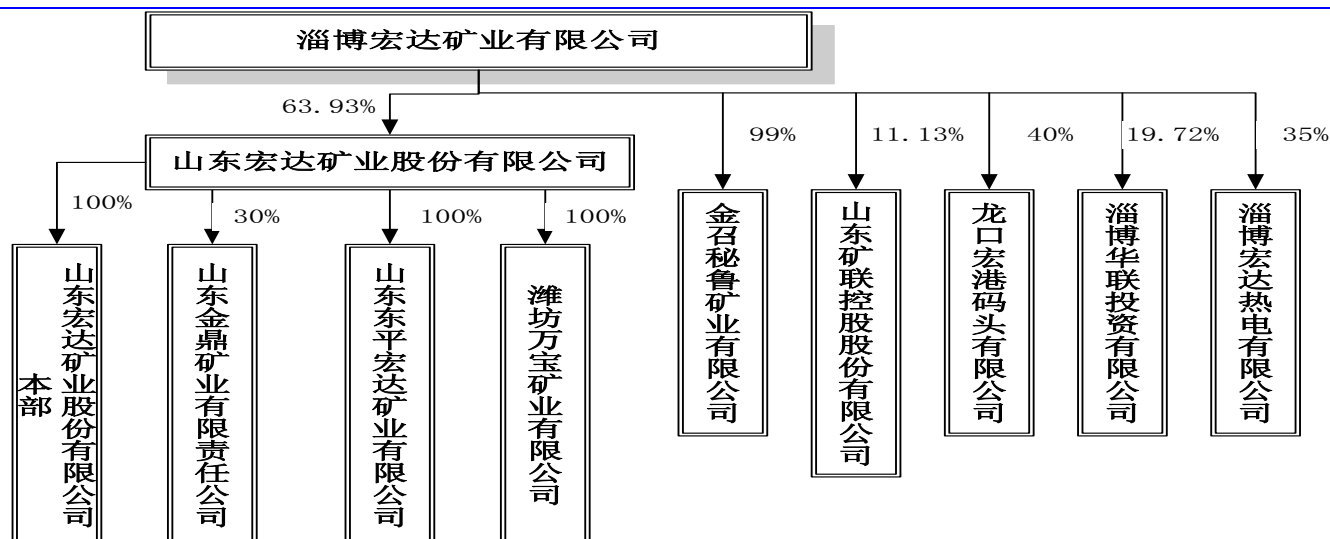 淄博宏达矿业有限公司
63.93%
99%
11.13%
40%
19.72%
35%
山东宏达矿业股份有限公司
100%
30%
100%
100%
金召秘鲁矿业有限公司
山东矿联控股股份有限公司
龙口宏港码头有限公司
淄博华联投资有限公司
淄博宏达热电有限公司
山东宏达矿业股份有限公司
本部
山东金鼎矿业有限责任公司
山东东平宏达矿业有限公司
潍坊万宝矿业有限公司